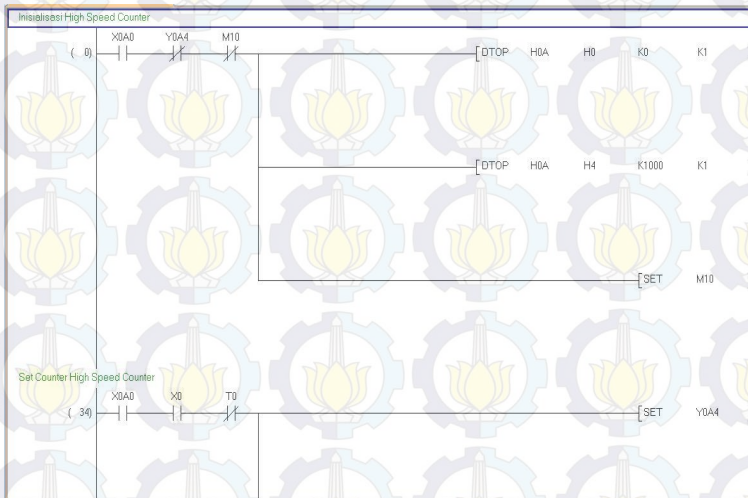 Inisialisasi High Speed Counter
X0A0 Y0A4 M10
( 0) [DTOP H0A H0 K0 K1
[DTOP H0A H4 K1000 K1
[SET M10
Set Counter High Speed Counter
X0A0 X0 T0
( 34) [SET Y0A4